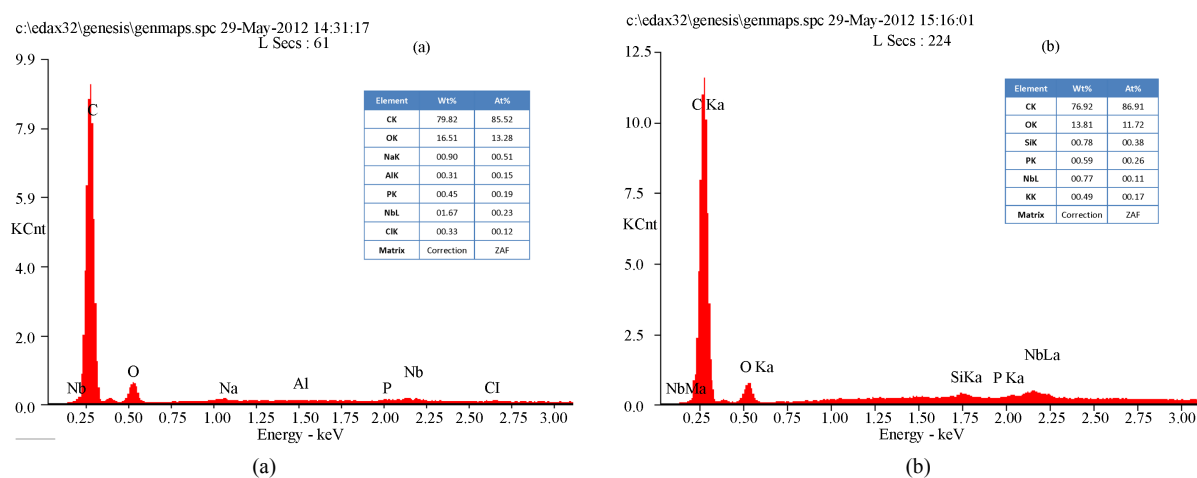 c:\edax32\genesis\genmaps.spc 29-May-2012 14:31:17
L Secs : 61
(a)
9.9
7.9
5.9
KCnt
4.0
2.0
0.0
C
Nb
O
Na
Al
P
Nb
CI
Element Wt% At%
CK 79.82 85.52
OK 16.51 13.28
NaK 00.90 00.51
AlK 00.31 00.15
PK 00.45 00.19
NbL 01.67 00.23
ClK 00.33 00.12
Matrix Correction ZAF
0.25 0.50 0.75 1.00 1.25 1.50 1.75 2.00 2.25 2.50 2.75 3.00
Energy - keV
(a)
c:\edax32\genesis\genmaps.spc 29-May-2012 15:16:01
L Secs : 224
(b)
12.5
10.0
7.5
KCnt
5.0
2.5
0.0
C Ka
NbMa
O Ka
SiKa
P Ka
NbLa
Element Wt% At%
CK 76.92 86.91
OK 13.81 11.72
SiK 00.78 00.38
PK 00.59 00.26
NbL 00.77 00.11
KK 00.49 00.17
Matrix Correction ZAF
0.25 0.50 0.75 1.00 1.25 1.50 1.75 2.00 2.25 2.50 2.75 3.00
Energy - keV
(b)